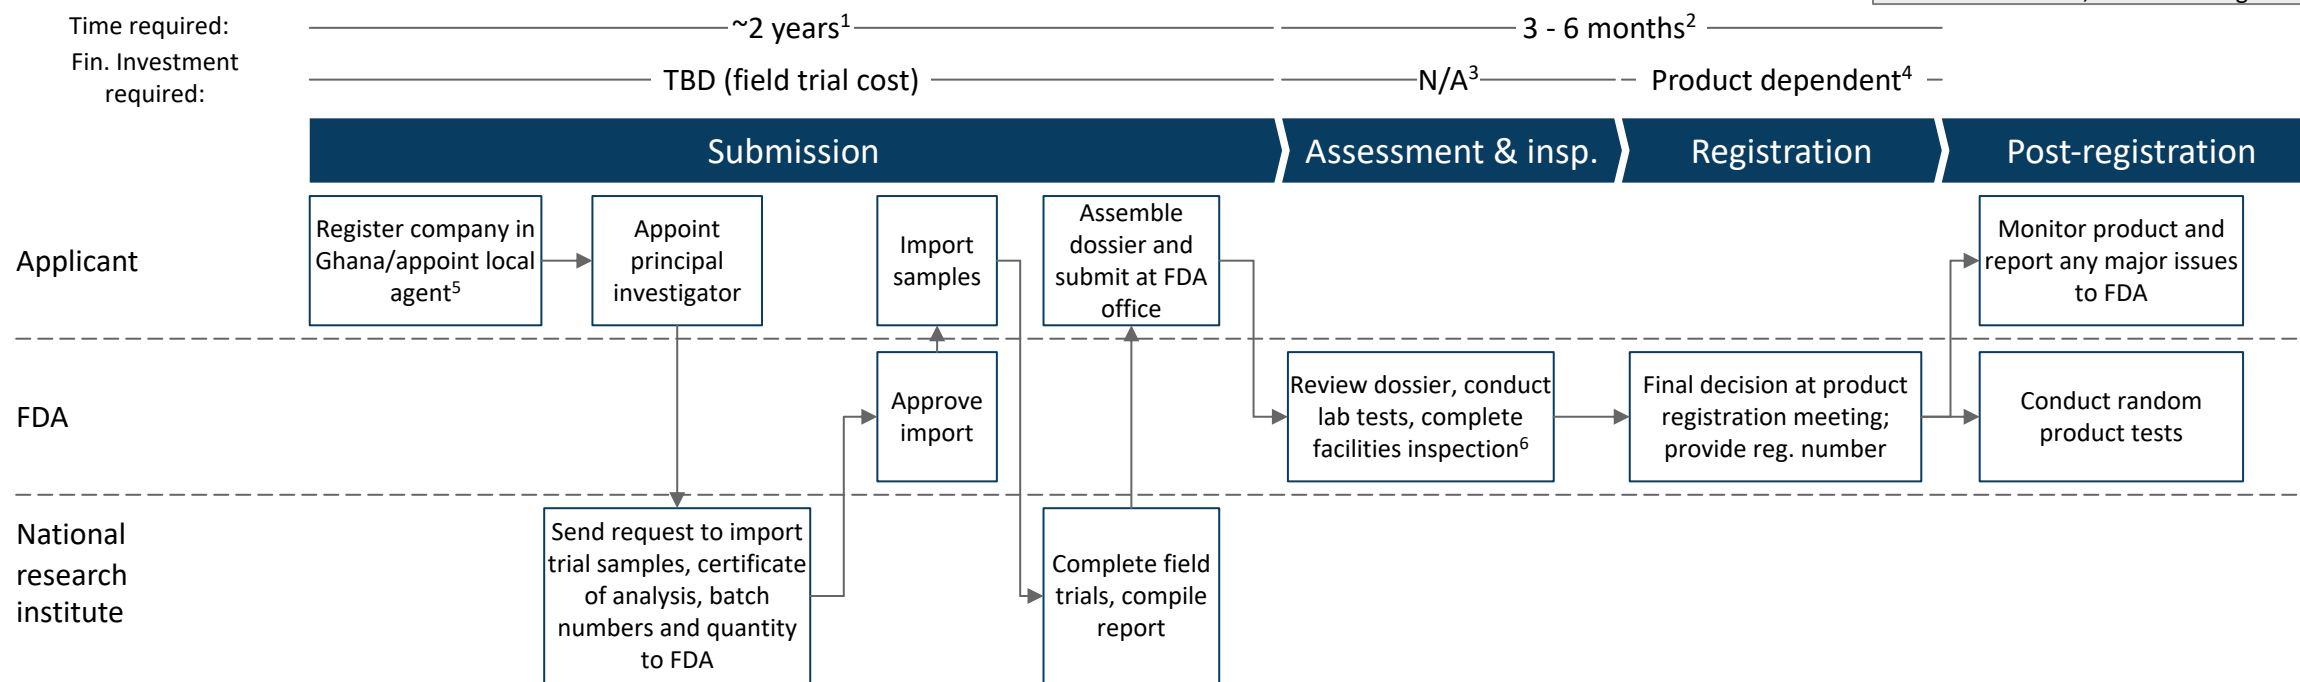 Time required:
~2 years1
3 - 6 months2
Fin. Investment
required:
TBD (field trial cost)
N/A3
Product dependent4
Submission
Assessment & insp.
Registration
Post-registration
Applicant
Register company in
Ghana/appoint local
agent5
Appoint
principal
investigator
Import
samples
Assemble
dossier and
submit at FDA
office
Monitor product and
report any major issues
to FDA
FDA
Approve
import
Review dossier, conduct
lab tests, complete
facilities inspection6
Final decision at product
registration meeting;
provide reg. number
Conduct random
product tests
National
research
institute
Send request to import
trial samples, certificate
of analysis, batch
numbers and quantity
to FDA
Complete field
trials, compile
report